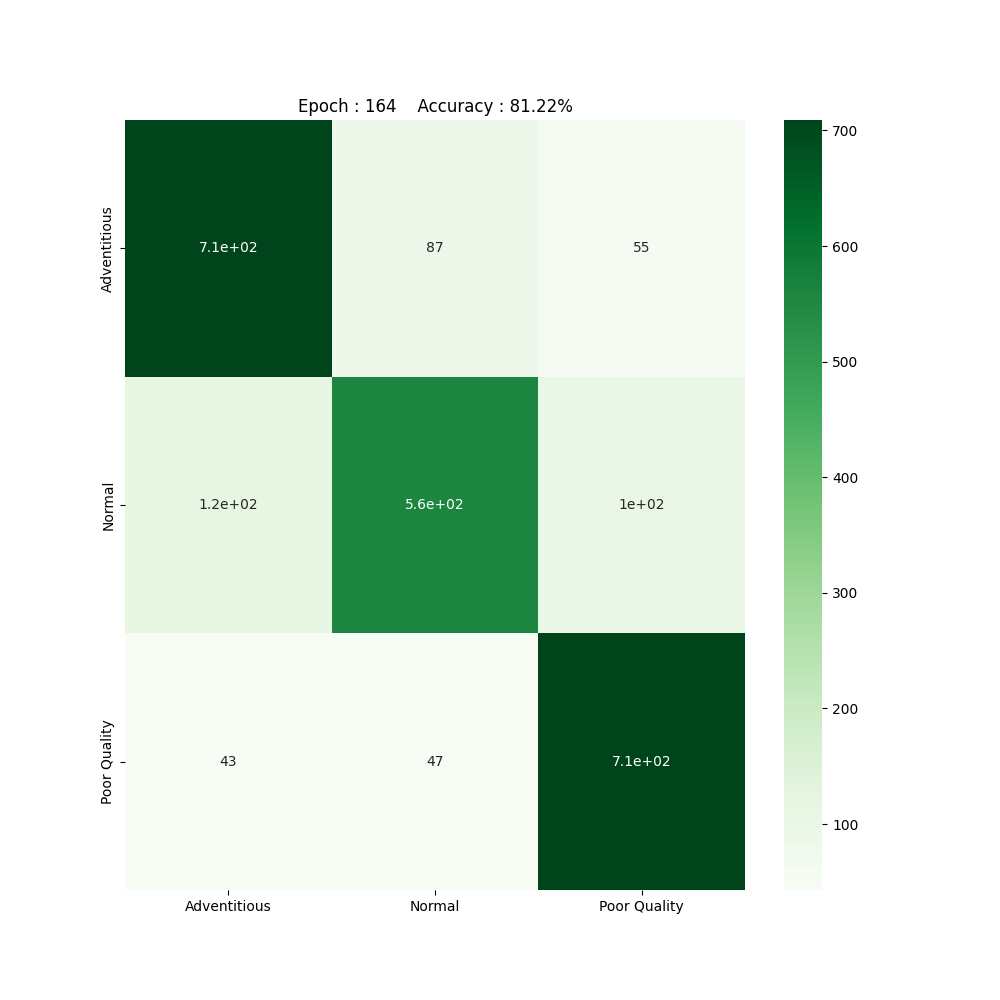 Epoch : 164    Accuracy : 81.22%
Adventitious
7.1e+02 87 55
Normal
1.2e+02 5.6e+02 1e+02
Poor Quality
43 47 7.1e+02
Adventitious Normal Poor Quality
700
600
500
400
300
200
100